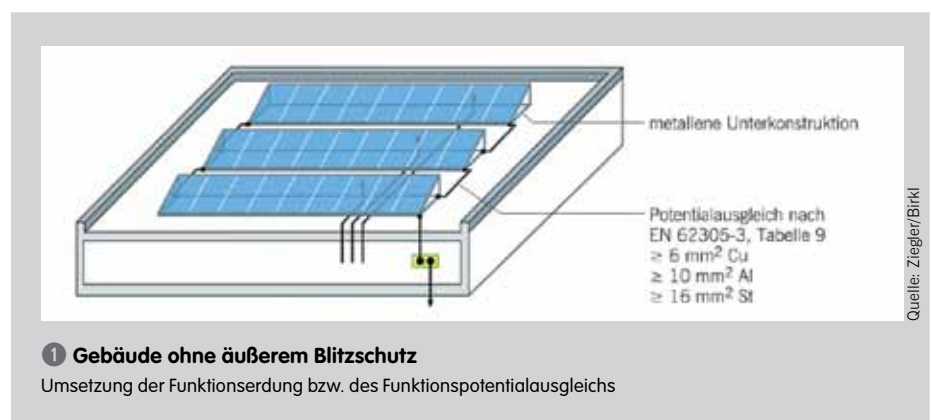 metallene Unterkonstruktion
Potentialausgleich nach
EN 62305-3, Tabelle 9
≥ 6 mm² Cu
≥ 10 mm² Al
≥ 16 mm² St
Quelle: Ziegler/Birkl
1 Gebäude ohne äußerem Blitzschutz
Umsetzung der Funktionserdung bzw. des Funktionspotentialausgleichs